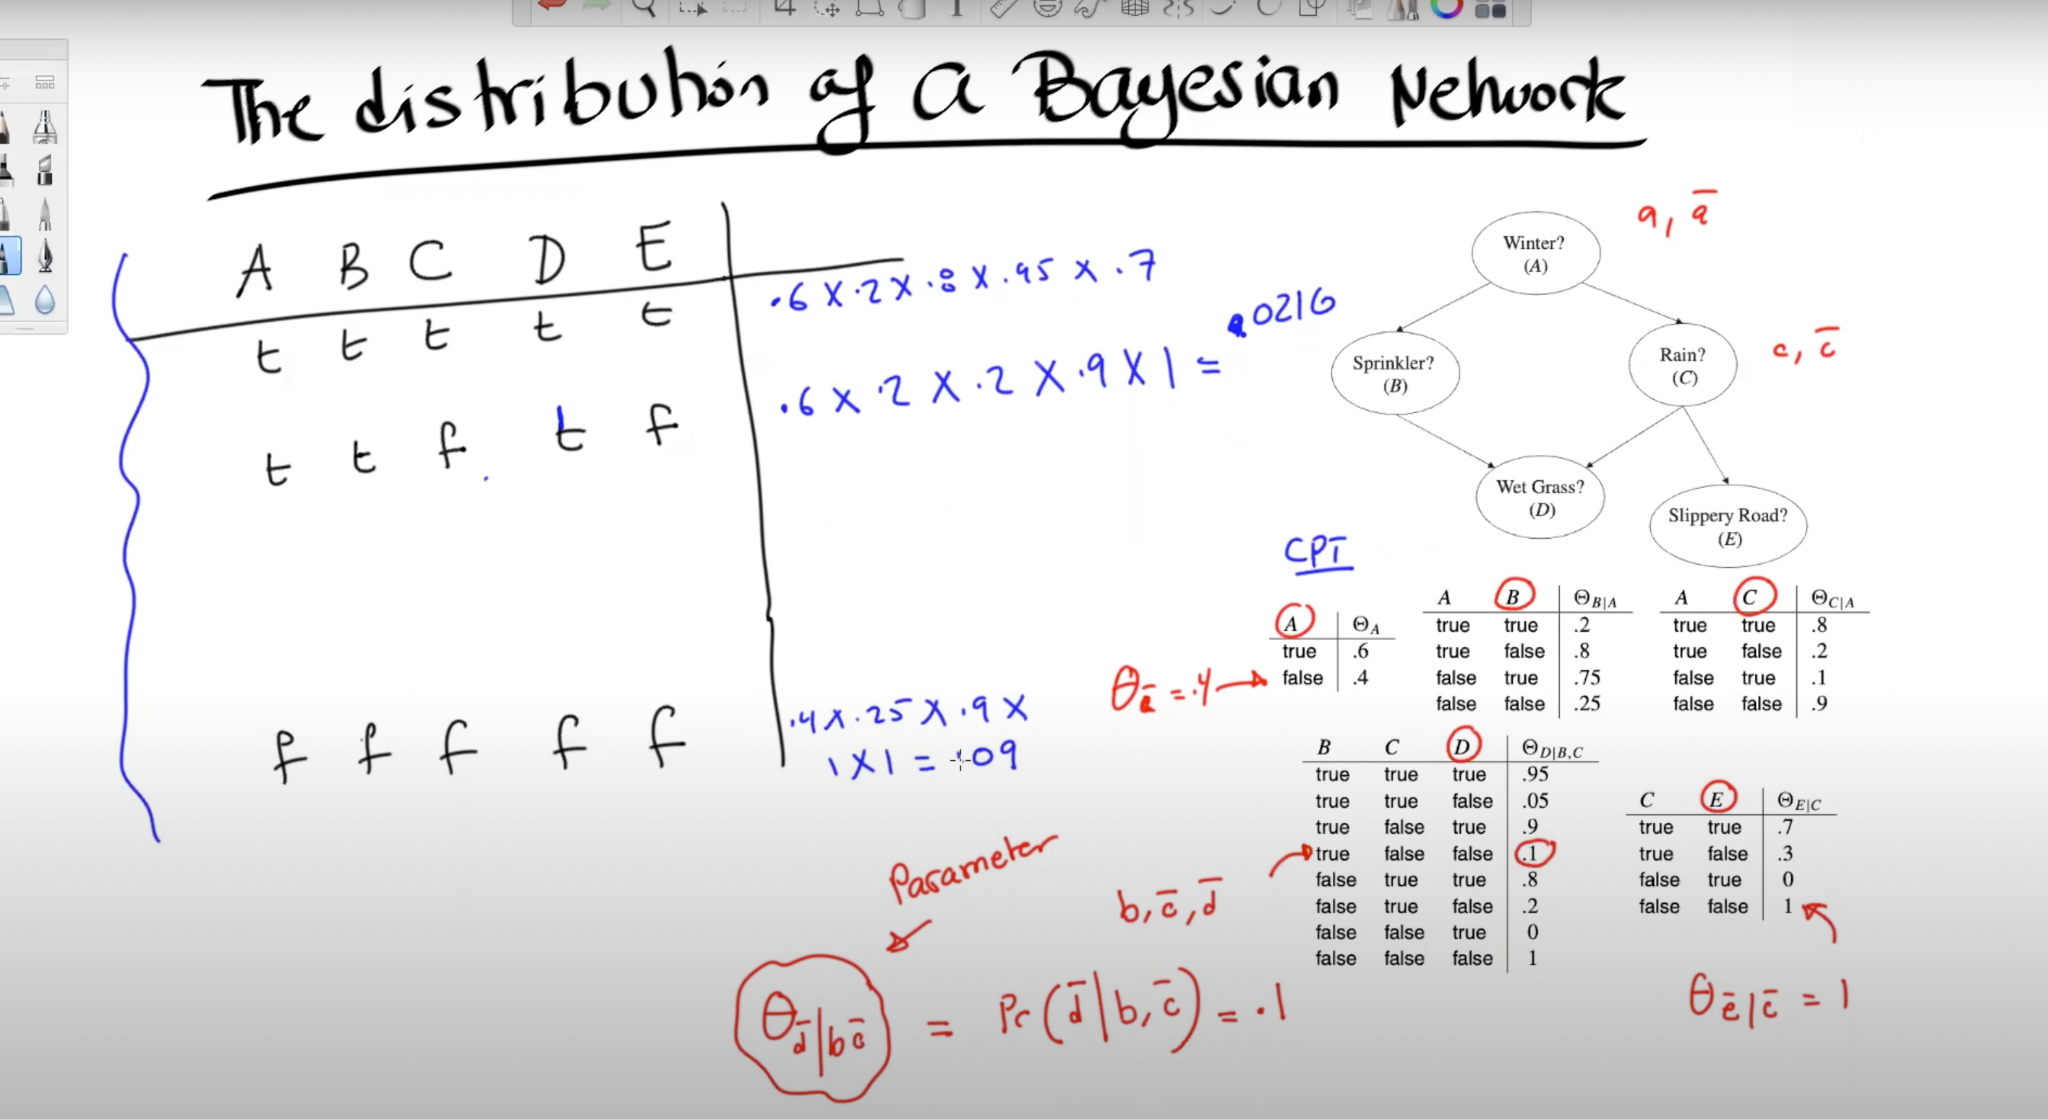 The distribution of a Bayesian Network
A B C D E
t t t t t .6 x .2 x .8 x .95 x .7
t t f t f .6 x .2 x .2 x .9 x 1 = .0216
f f f f f .4 x .25 x .9 x
1 x 1 = .09
Winter?
(A)
a, a̅
Sprinkler?
(B)
Rain?
(C)
c, c̅
Wet Grass?
(D)
Slippery Road?
(E)
CPT
A Θ_A
true .6
false .4
θ_a̅ = .4
A B Θ_B|A
true true .2
true false .8
false true .75
false false .25
A C Θ_C|A
true true .8
true false .2
false true .1
false false .9
B C D Θ_D|B,C
true true true .95
true true false .05
true false true .9
true false false .1
false true true .8
false true false .2
false false true 0
false false false 1
C E Θ_E|C
true true .7
true false .3
false true 0
false false 1
Parameter
b, c̅, d̅
θ_d̅|bc̅ = Pr(d̅|b, c̅) = .1
θ_e̅|c̅ = 1